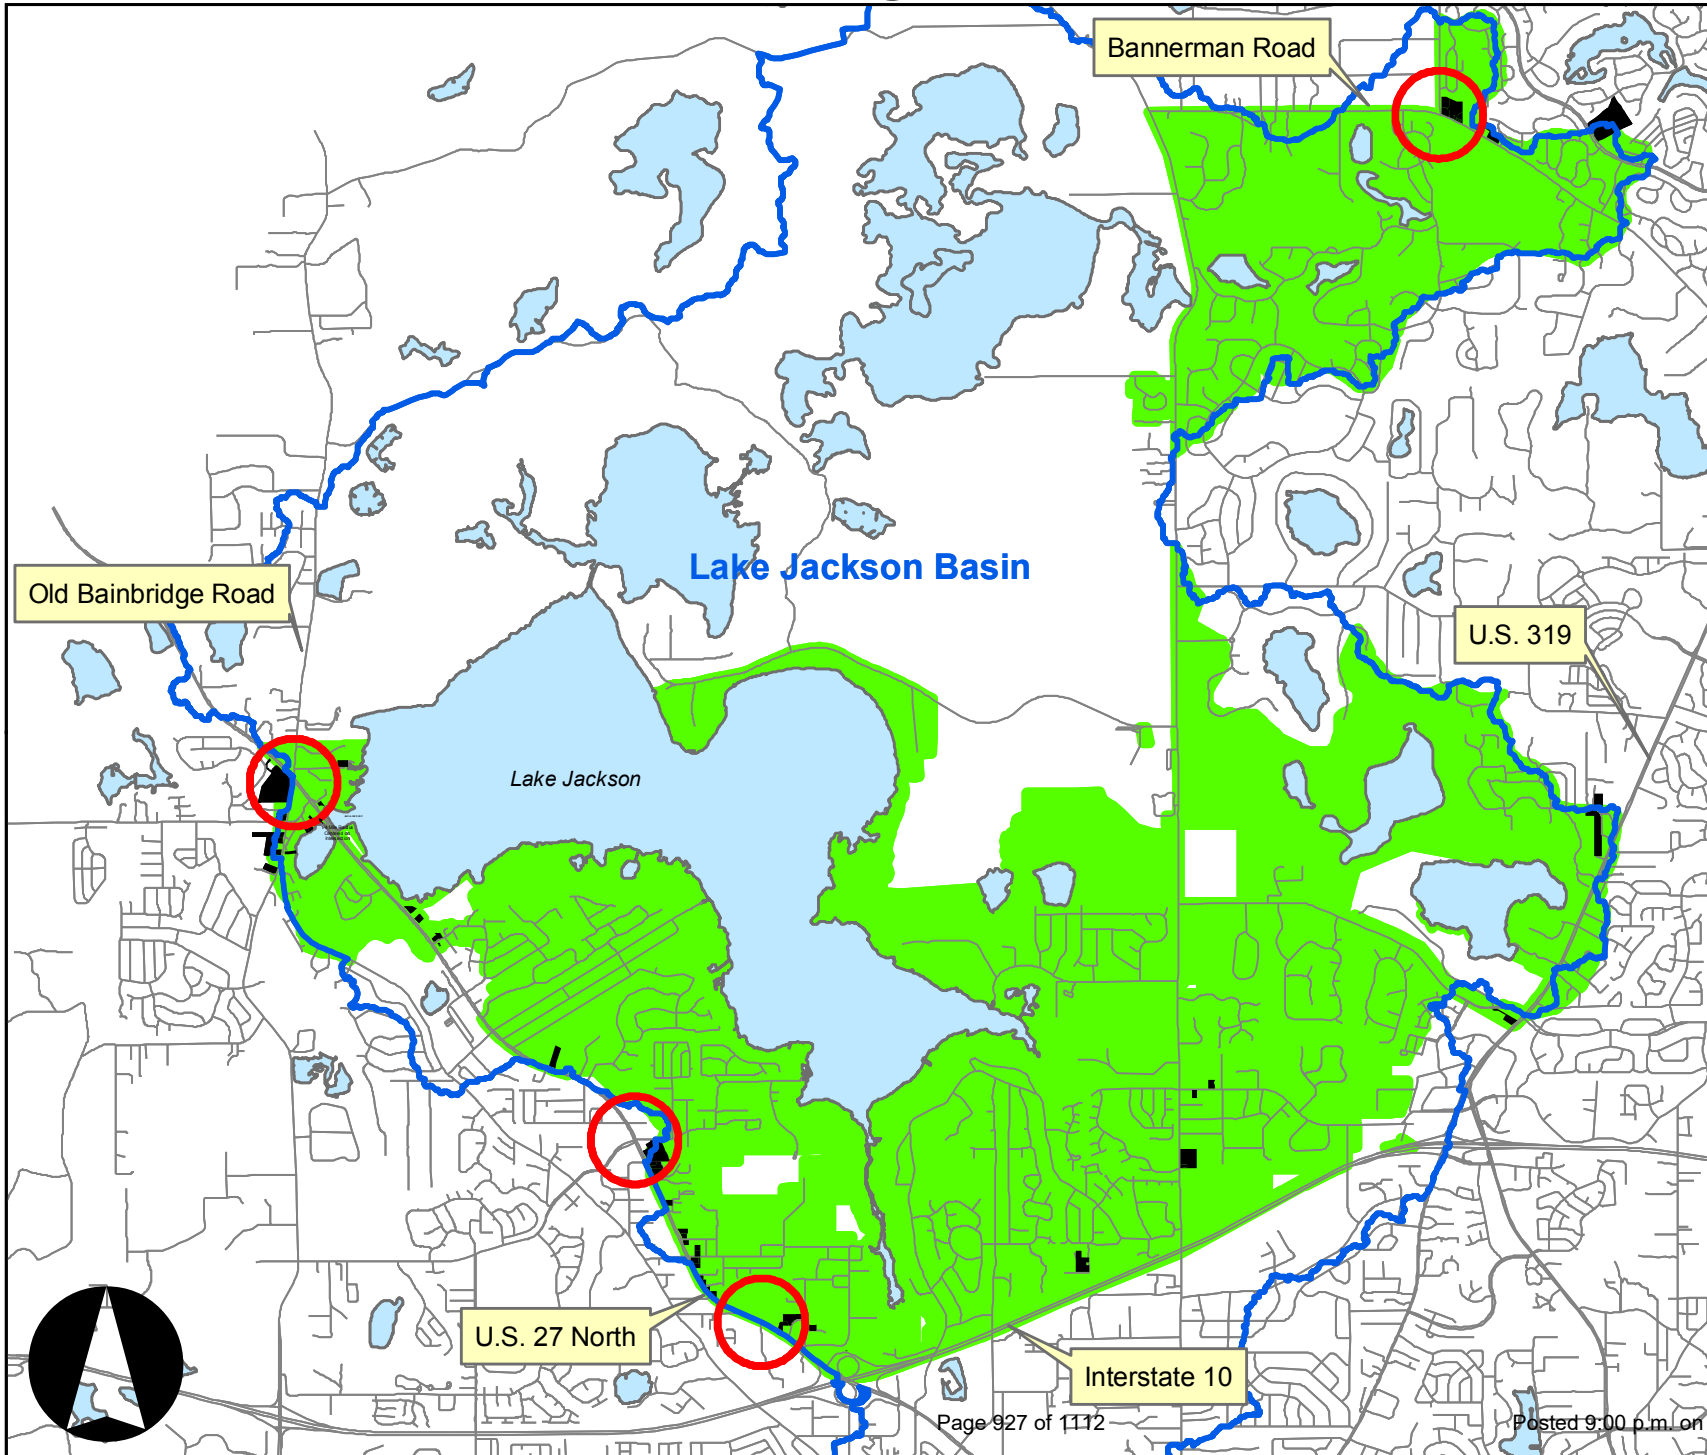 Bannerman Road
Lake Jackson Basin
Old Bainbridge Road
U.S. 319
Lake Jackson
U.S. 27 North
Interstate 10
Page 927 of 1112
Posted 9:00 p.m. on